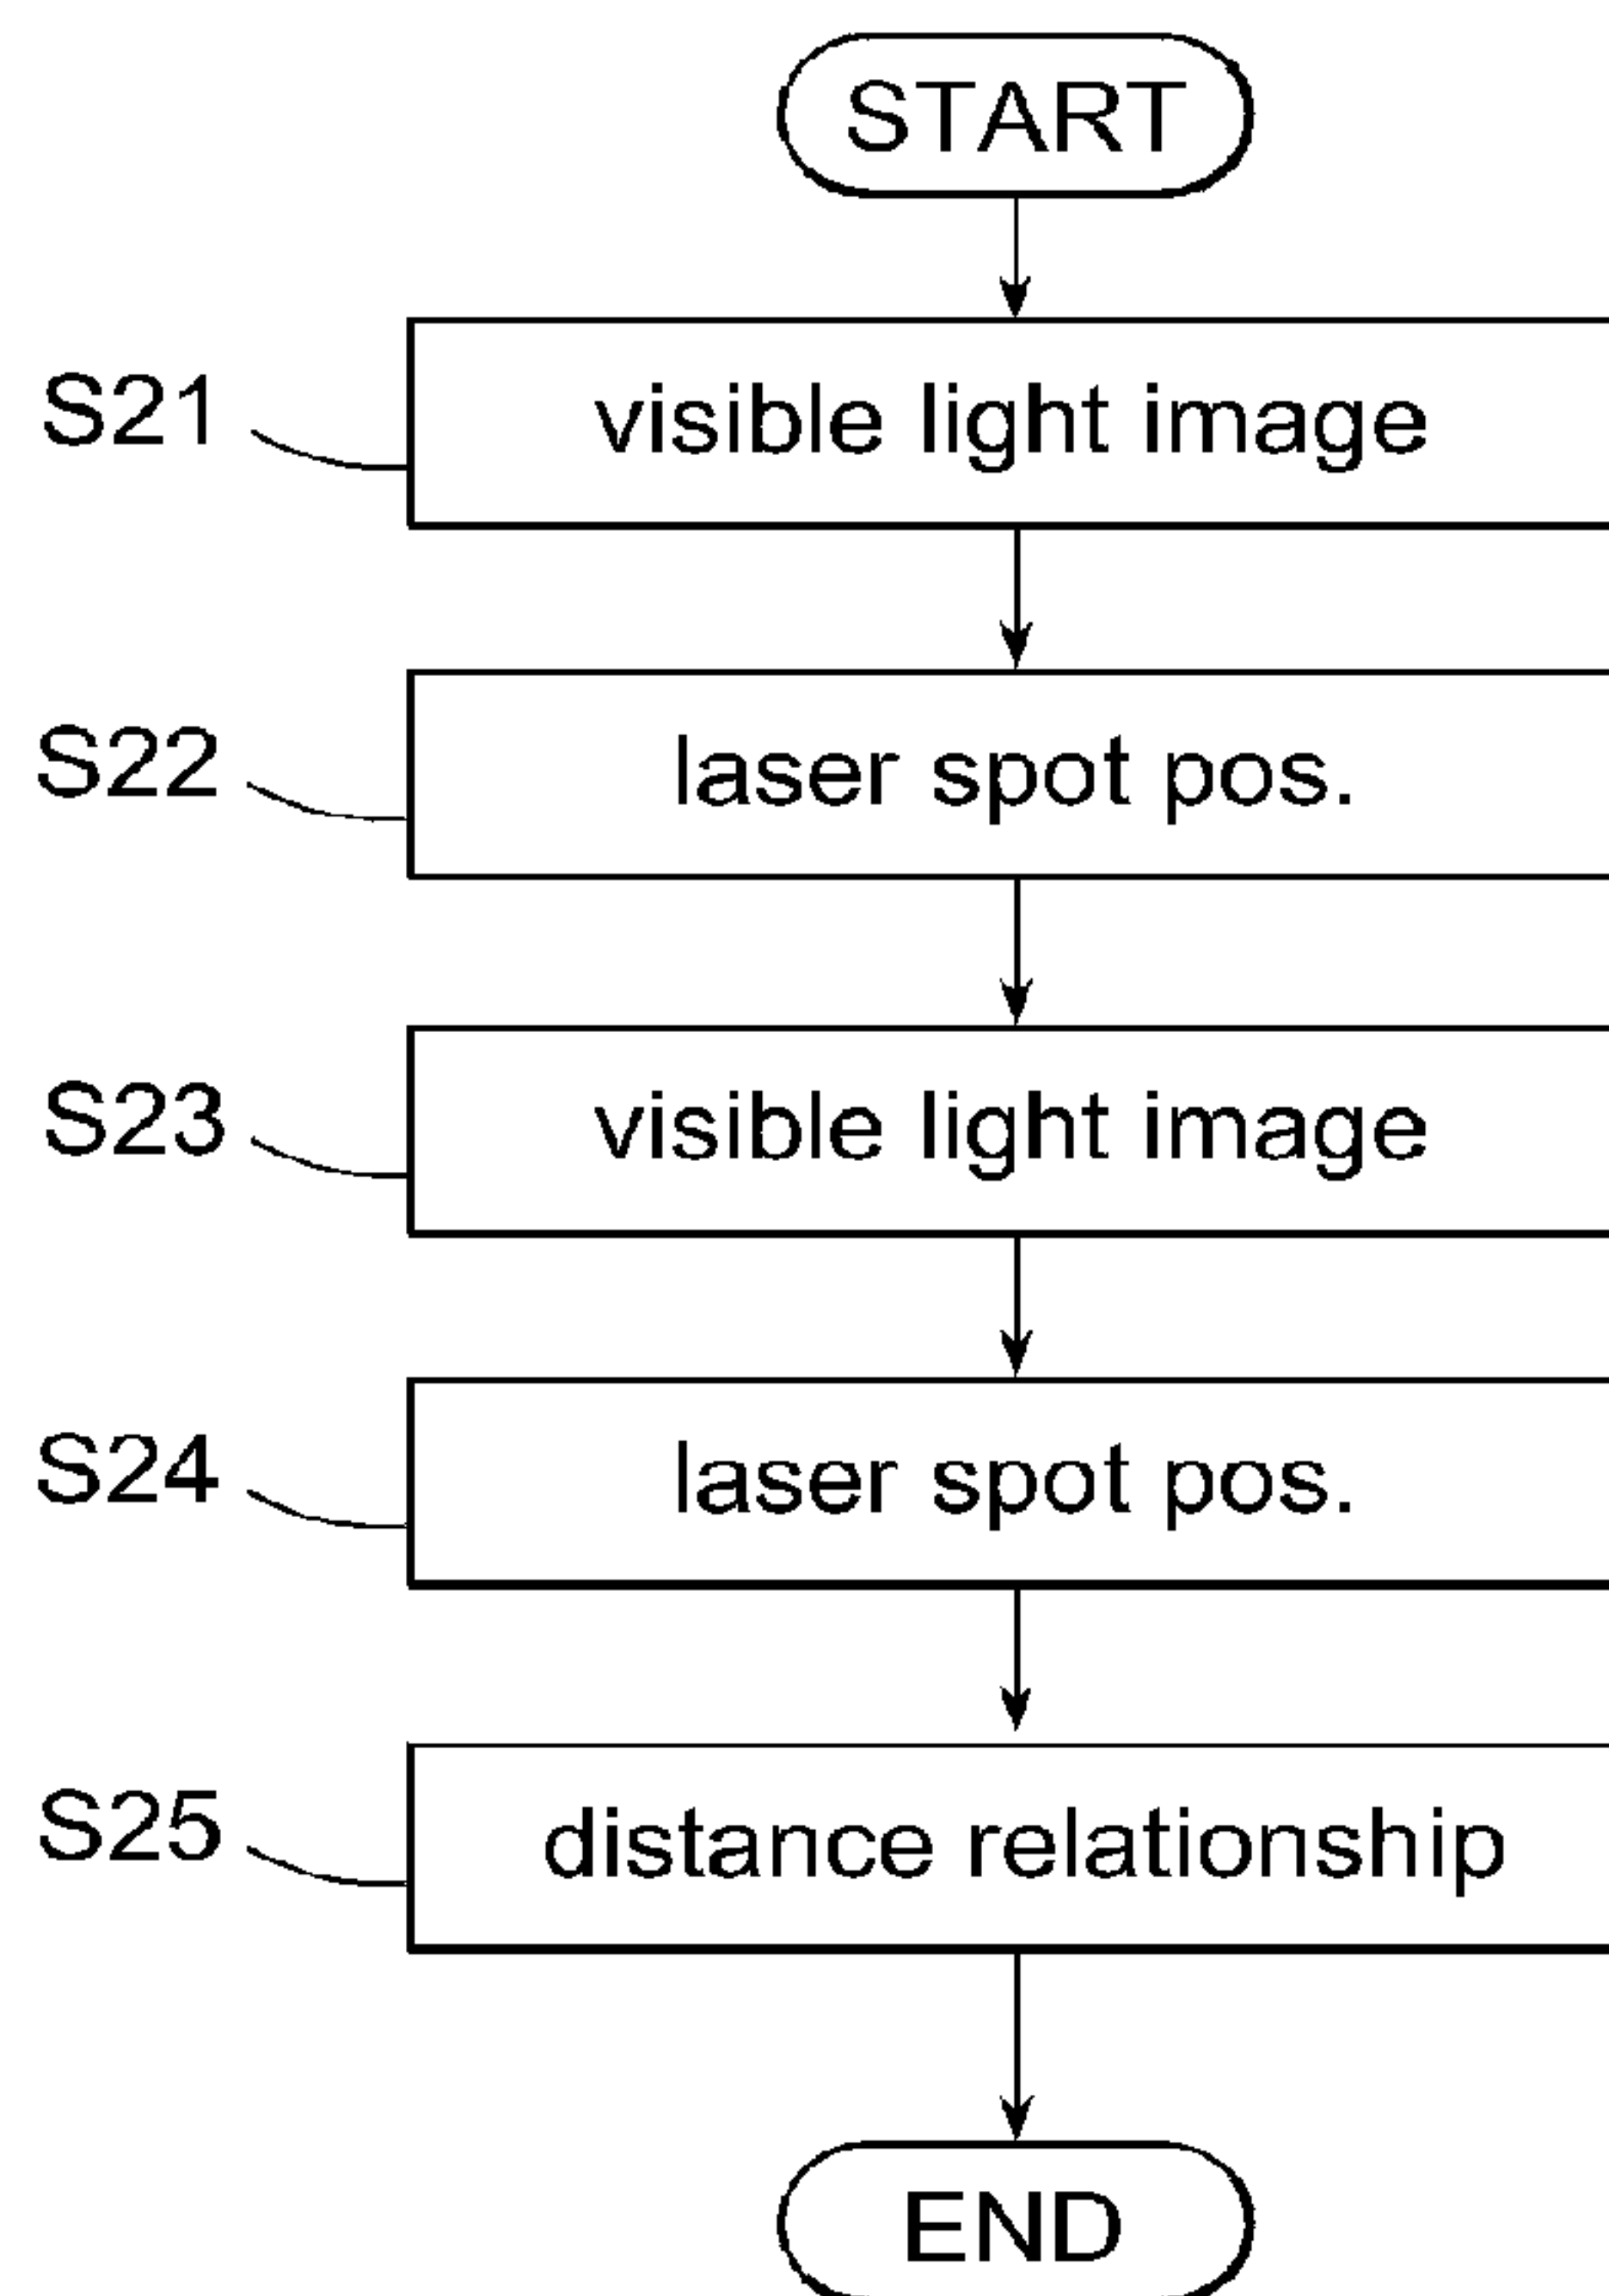 START
S21
visible light image
S22
laser spot pos.
S23
visible light image
S24
laser spot pos.
S25
distance relationship
END